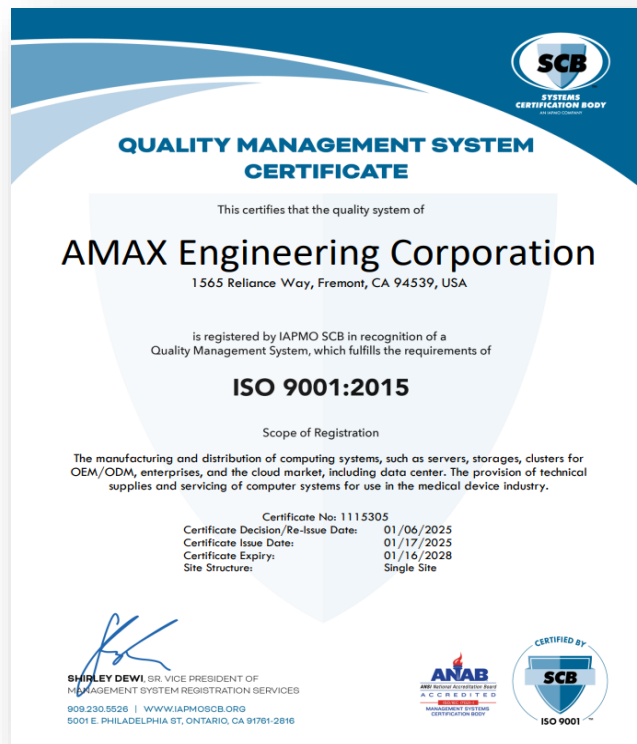 SCB
SYSTEMS
CERTIFICATION BODY
AN IAPMO COMPANY
QUALITY MANAGEMENT SYSTEM
CERTIFICATE
This certifies that the quality system of
AMAX Engineering Corporation
1565 Reliance Way, Fremont, CA 94539, USA
is registered by IAPMO SCB in recognition of a
Quality Management System, which fulfills the requirements of
ISO 9001:2015
Scope of Registration
The manufacturing and distribution of computing systems, such as servers, storages, clusters for
OEM/ODM, enterprises, and the cloud market, including data center. The provision of technical
supplies and servicing of computer systems for use in the medical device industry.
Certificate No: 1115305
Certificate Decision/Re-Issue Date: 01/06/2025
Certificate Issue Date: 01/17/2025
Certificate Expiry: 01/16/2028
Site Structure: Single Site
SHIRLEY DEWI, SR. VICE PRESIDENT OF
MANAGEMENT SYSTEM REGISTRATION SERVICES
909.230.5526 | WWW.IAPMOSCB.ORG
5001 E. PHILADELPHIA ST, ONTARIO, CA 91761-2816
ANAB
ANSI National Accreditation Board
ACCREDITED
MANAGEMENT SYSTEMS
CERTIFICATION BODY
CERTIFIED BY
SCB
ISO 9001